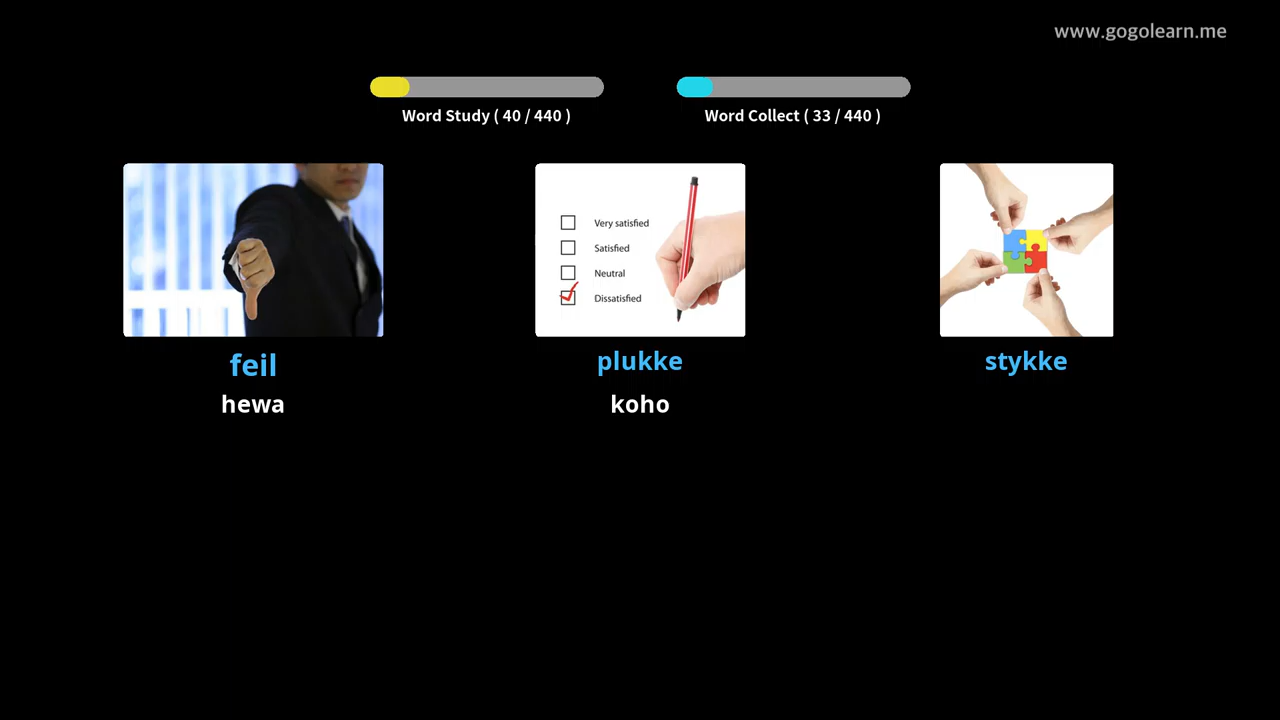 www.gogolearn.me
Word Study ( 40 / 440 )
Word Collect ( 33 / 440 )
Very satisfied
Satisfied
Neutral
Dissatisfied
feil
plukke
stykke
hewa
koho